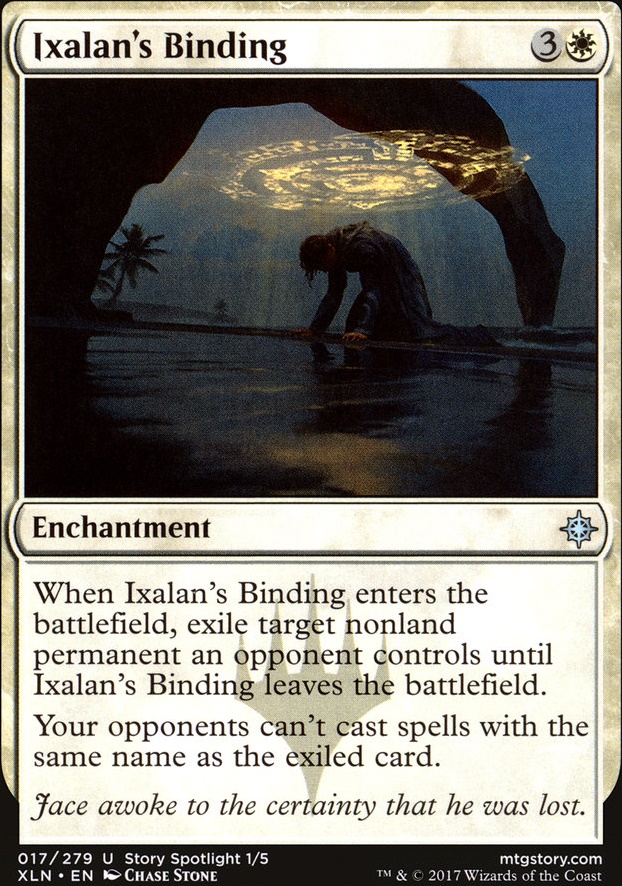 Ixalan's Binding 3
Enchantment
When Ixalan's Binding enters the
battlefield, exile target nonland
permanent an opponent controls until
Ixalan's Binding leaves the battlefield.
Your opponents can't cast spells with the
same name as the exiled card.
Jace awoke to the certainty that he was lost.
017/279 U Story Spotlight 1/5 mtgstory.com
XLN • EN Chase Stone ™ & © 2017 Wizards of the Coast